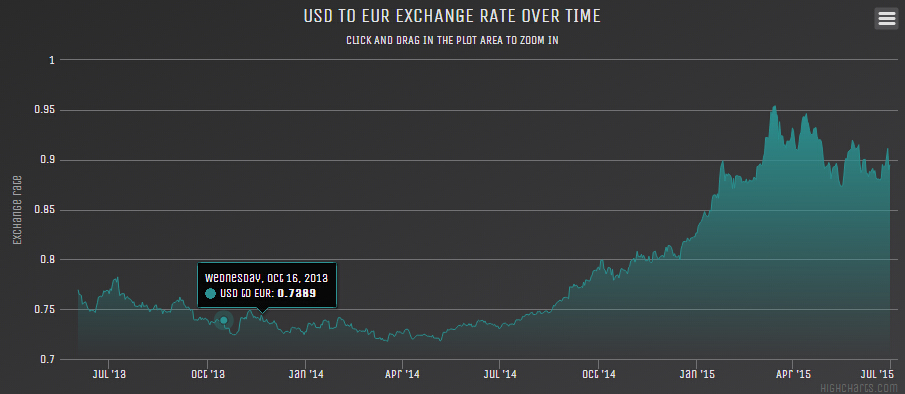 USD TO EUR EXCHANGE RATE OVER TIME
CLICK AND DRAG IN THE PLOT AREA TO ZOOM IN
Exchange rate
1
0.95
0.9
0.85
0.8
0.75
0.7
Wednesday, Oct 16, 2013
USD to EUR: 0.7389
Jul '13
Oct '13
Jan '14
Apr '14
Jul '14
Oct '14
Jan '15
Apr '15
Jul '15
Highcharts.com